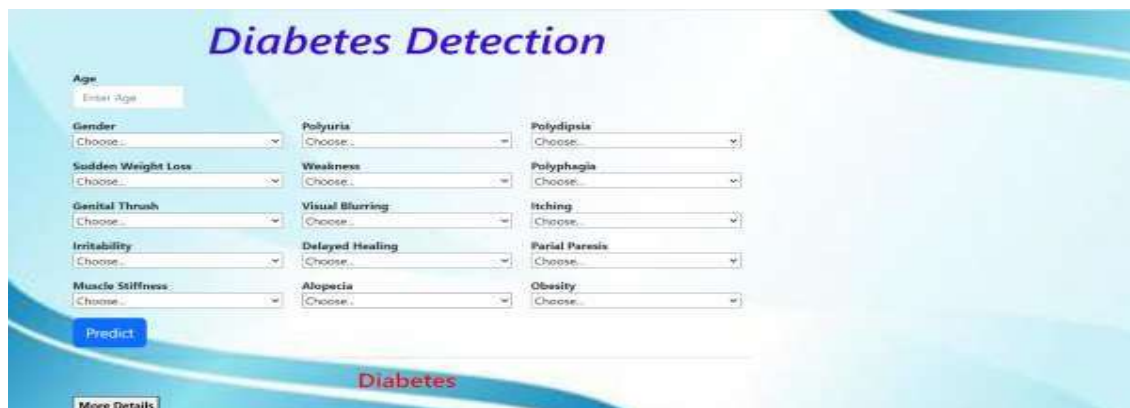 Diabetes Detection
Age
Enter Age
Gender Polyuria Polydipsia
Choose... Choose... Choose...
Sudden Weight Loss Weakness Polyphagia
Choose... Choose... Choose...
Genital Thrush Visual Blurring Itching
Choose... Choose... Choose...
Irritability Delayed Healing Parial Paresis
Choose... Choose... Choose...
Muscle Stiffness Alopecia Obesity
Choose... Choose... Choose...
Predict
Diabetes
More Details